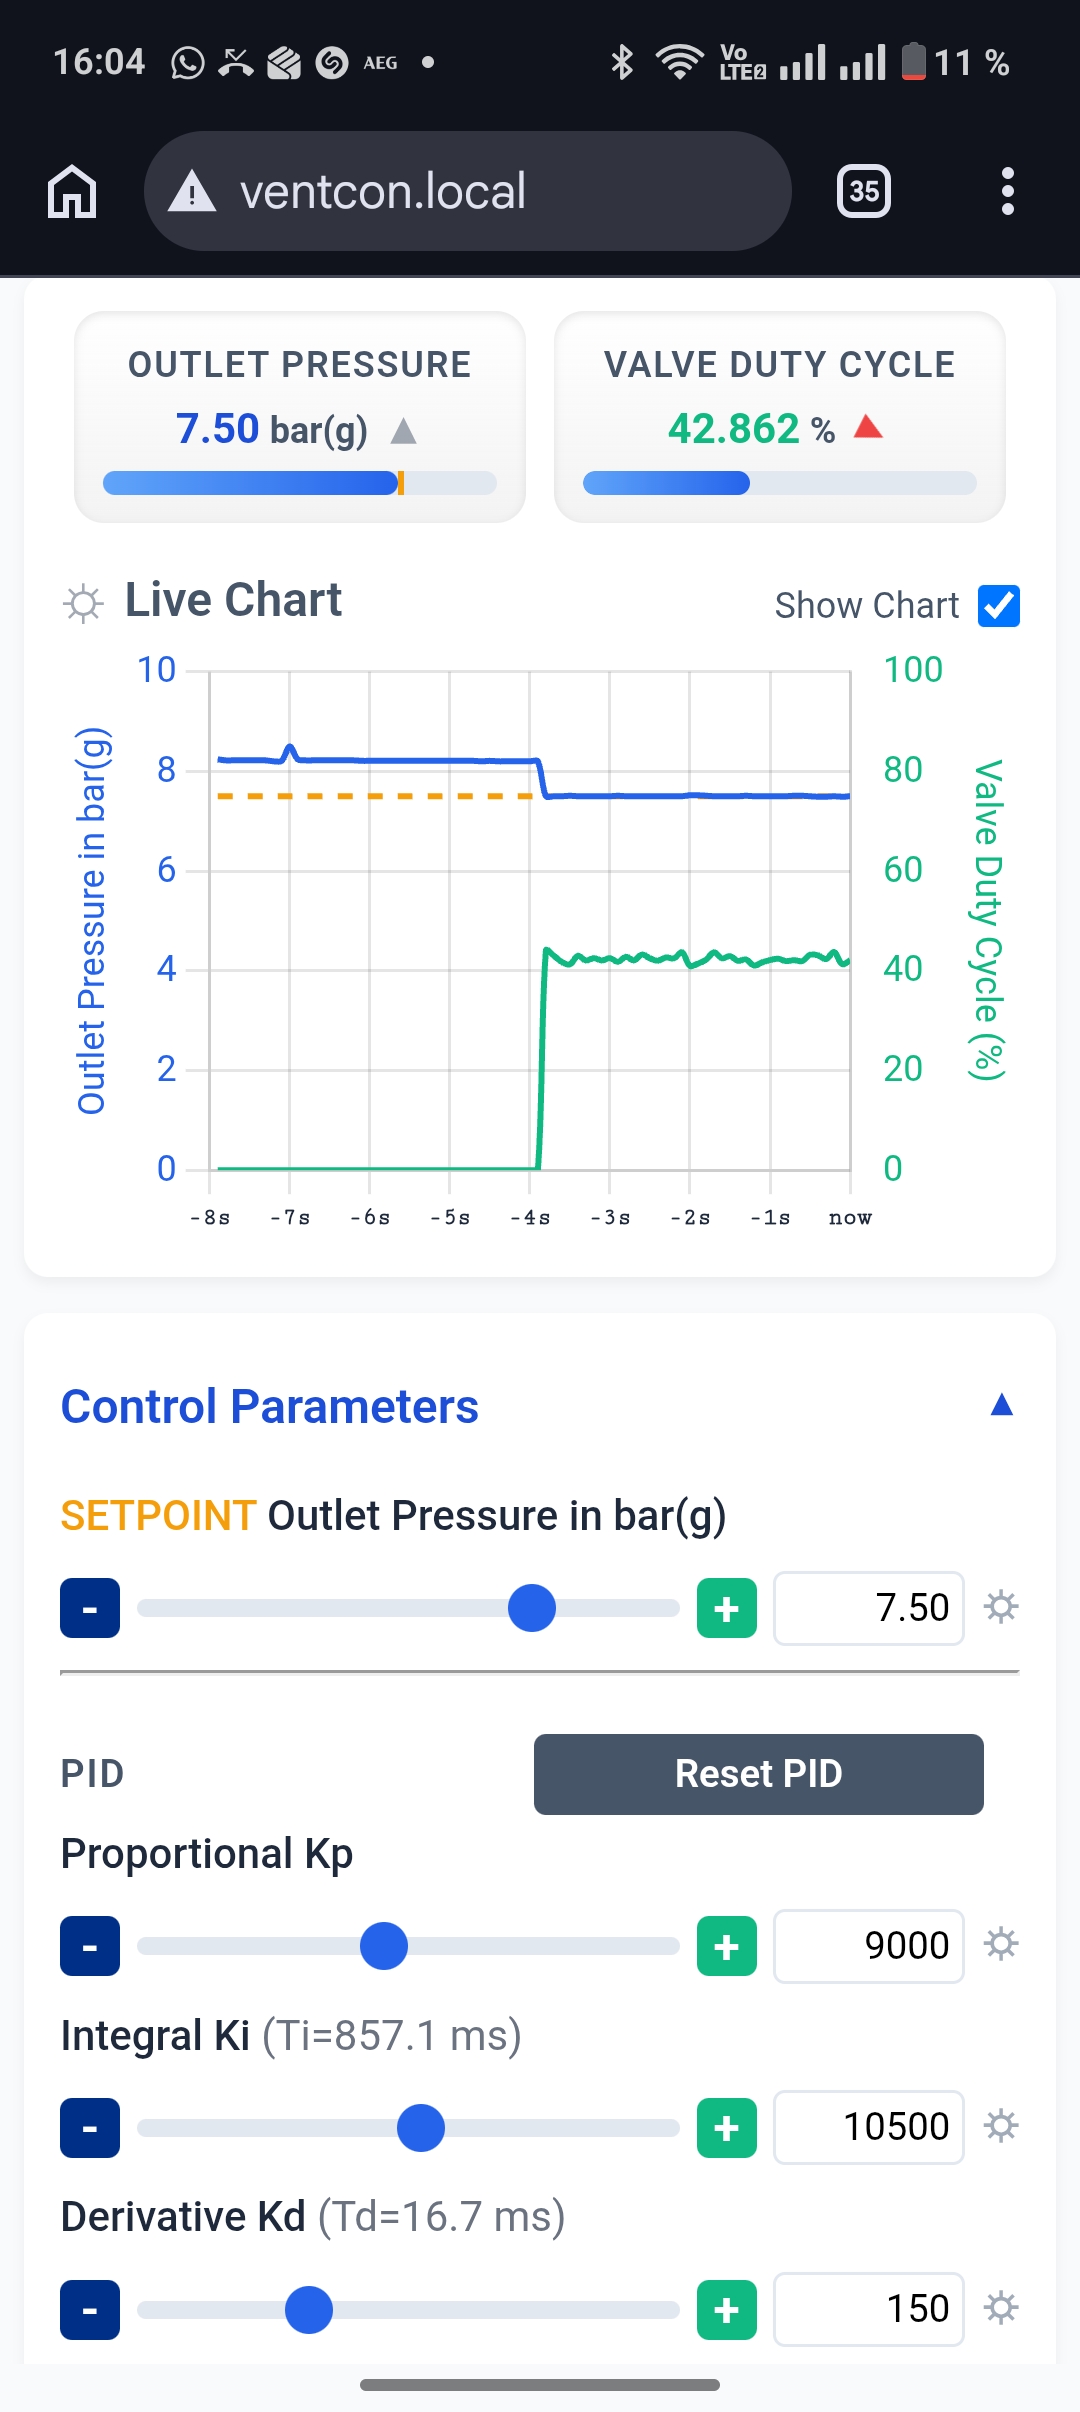 16:04 AEG Vo LTE2 11 %
ventcon.local 35
OUTLET PRESSURE
7.50 bar(g) ▲
VALVE DUTY CYCLE
42.862 % ▲
Live Chart
Show Chart
Outlet Pressure in bar(g)
10
8
6
4
2
0
100
80
60
40
20
0
Valve Duty Cycle (%)
-8s -7s -6s -5s -4s -3s -2s -1s now
Control Parameters ▲
SETPOINT Outlet Pressure in bar(g)
- + 7.50
PID
Reset PID
Proportional Kp
- + 9000
Integral Ki (Ti=857.1 ms)
- + 10500
Derivative Kd (Td=16.7 ms)
- + 150